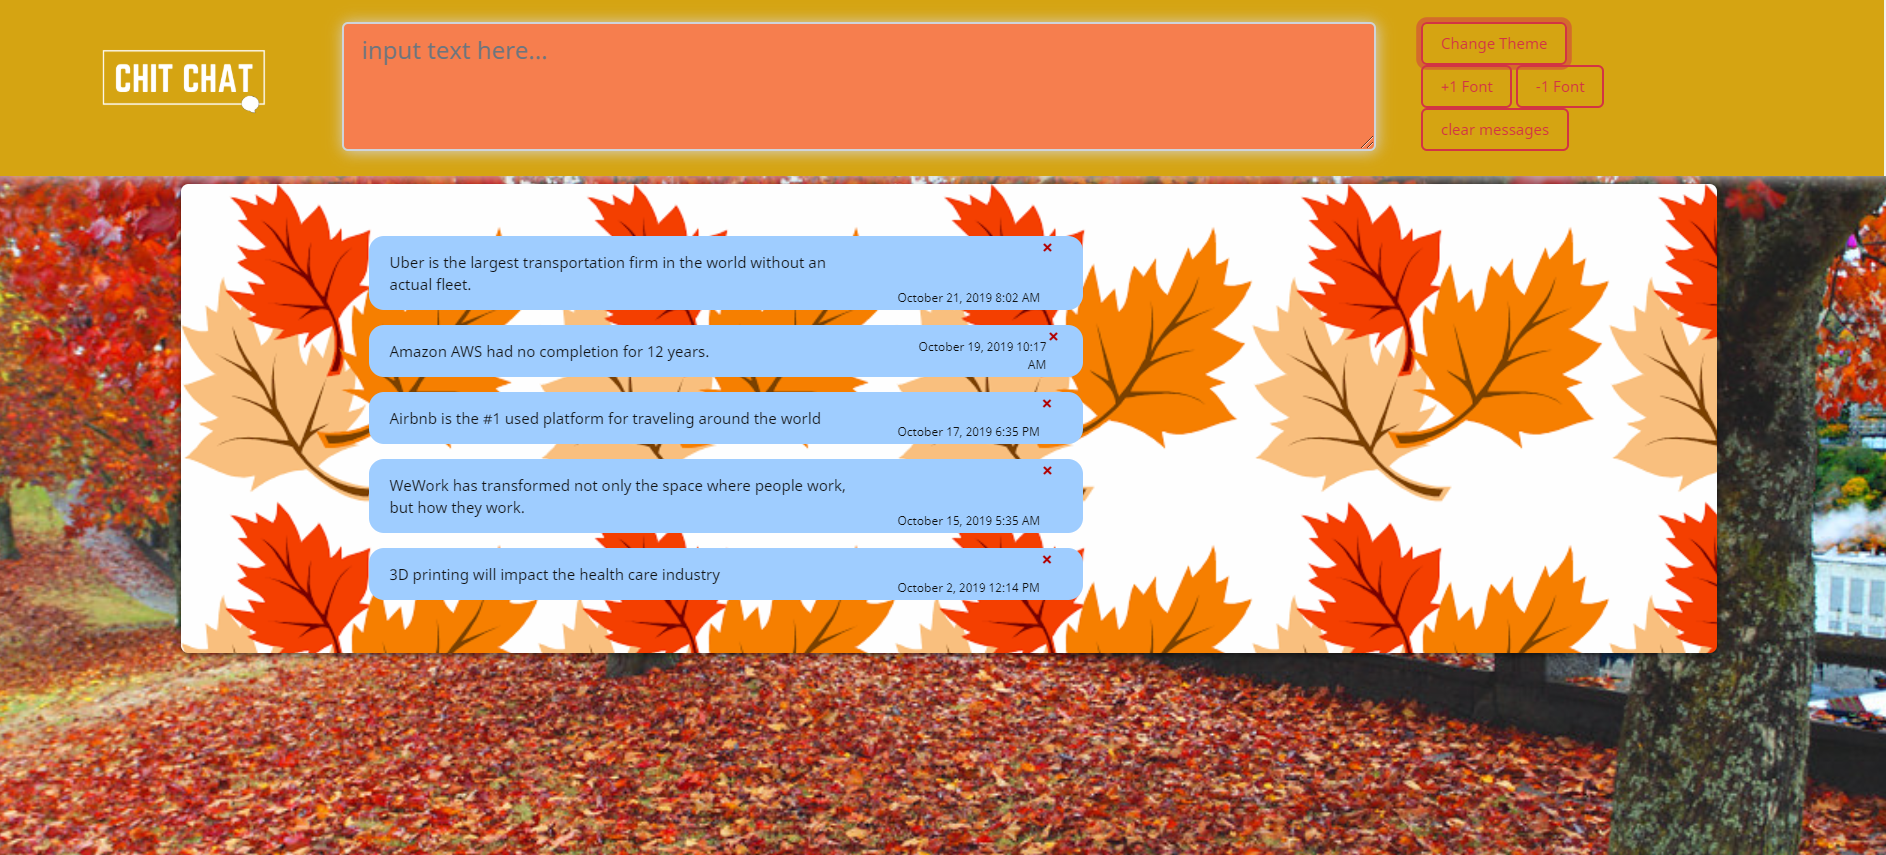 CHIT CHAT
input text here...
Change Theme
+1 Font
-1 Font
clear messages
×
Uber is the largest transportation firm in the world without an
actual fleet.
October 21, 2019 8:02 AM
×
Amazon AWS had no completion for 12 years.
October 19, 2019 10:17
AM
×
Airbnb is the #1 used platform for traveling around the world
October 17, 2019 6:35 PM
×
WeWork has transformed not only the space where people work,
but how they work.
October 15, 2019 5:35 AM
×
3D printing will impact the health care industry
October 2, 2019 12:14 PM